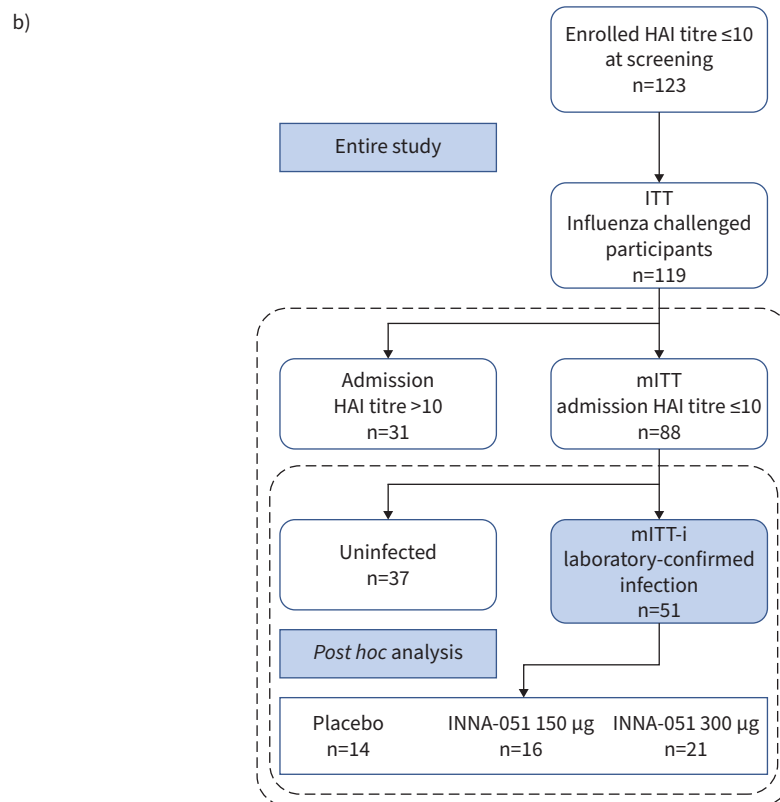 b)
Enrolled HAI titre ≤10
at screening
n=123
Entire study
ITT
Influenza challenged
participants
n=119
Admission
HAI titre >10
n=31
mITT
admission HAI titre ≤10
n=88
Uninfected
n=37
mITT-i
laboratory-confirmed
infection
n=51
Post hoc analysis
Placebo
n=14
INNA-051 150 µg
n=16
INNA-051 300 µg
n=21